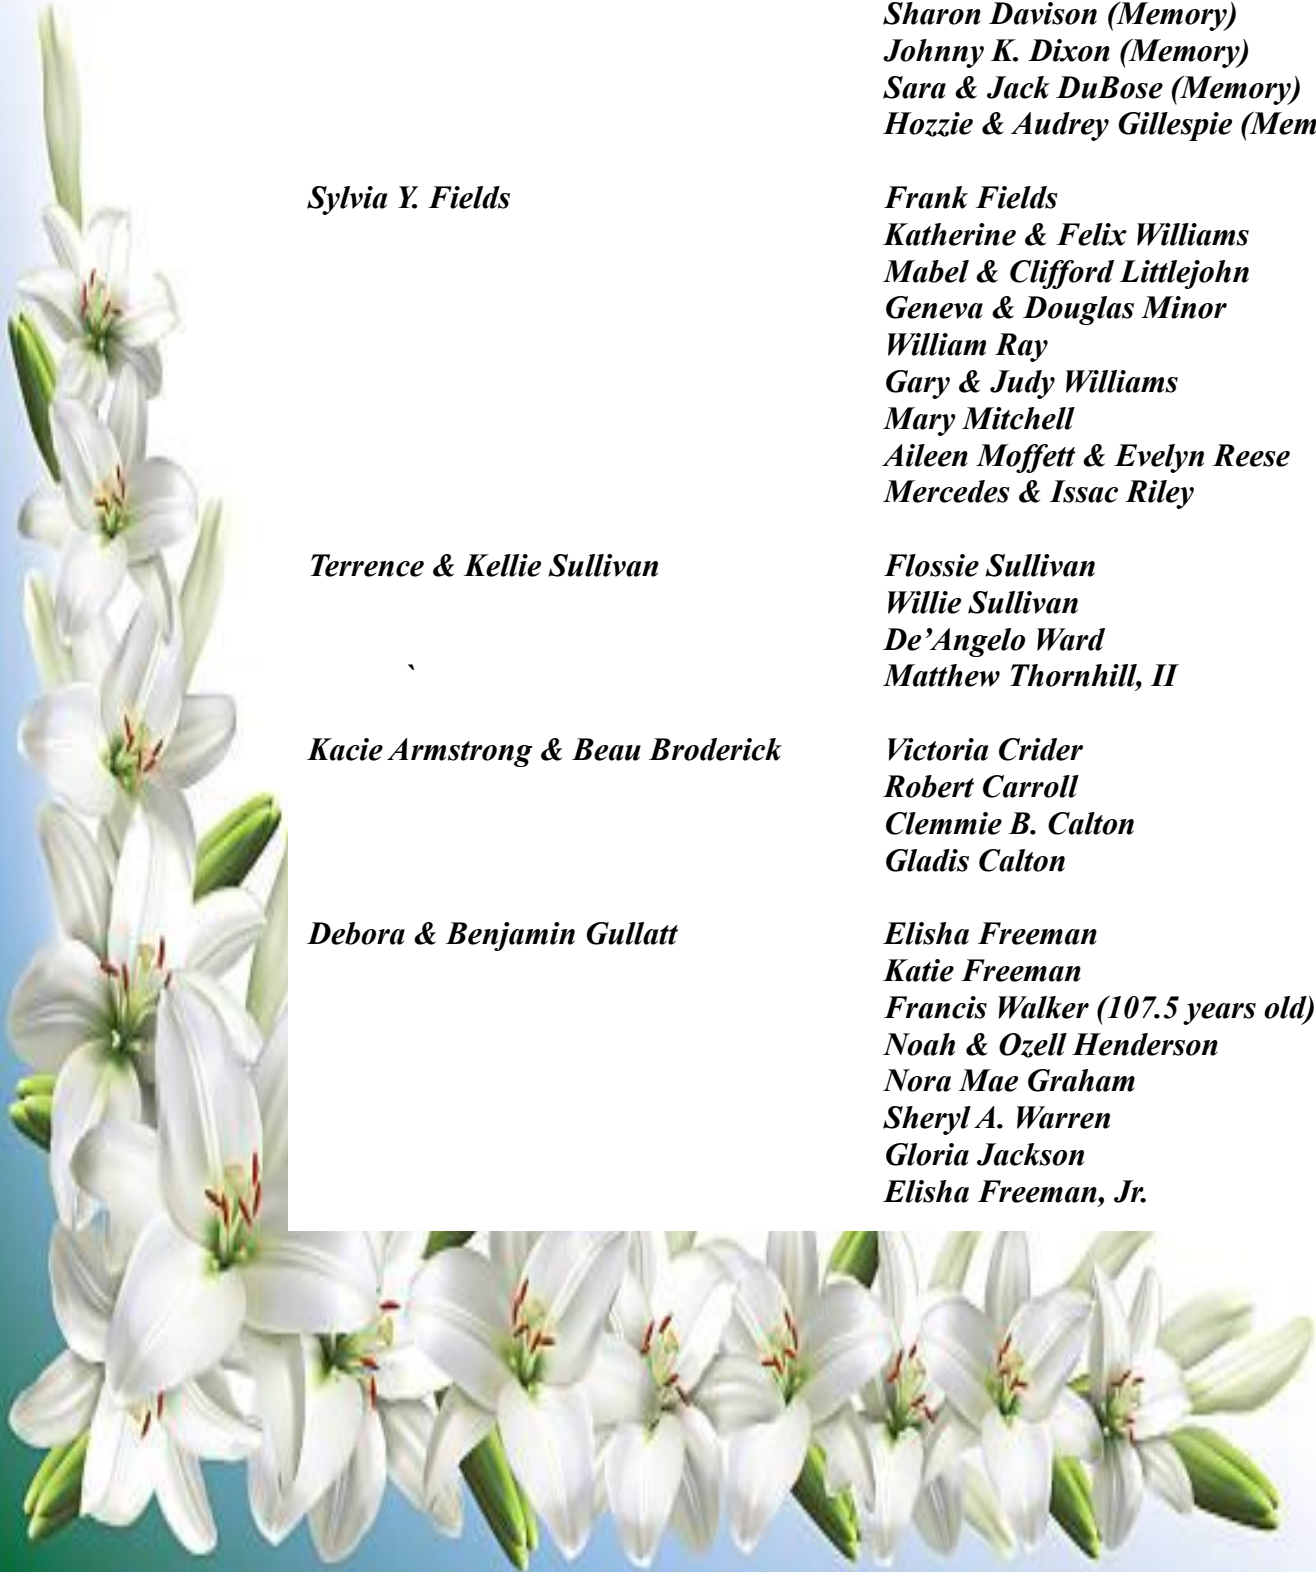 Sharon Davison (Memory)
Johnny K. Dixon (Memory)
Sara & Jack DuBose (Memory)
Hozzie & Audrey Gillespie (Mem
Sylvia Y. Fields Frank Fields
Katherine & Felix Williams
Mabel & Clifford Littlejohn
Geneva & Douglas Minor
William Ray
Gary & Judy Williams
Mary Mitchell
Aileen Moffett & Evelyn Reese
Mercedes & Issac Riley
Terrence & Kellie Sullivan Flossie Sullivan
Willie Sullivan
De’Angelo Ward
` Matthew Thornhill, II
Kacie Armstrong & Beau Broderick Victoria Crider
Robert Carroll
Clemmie B. Calton
Gladis Calton
Debora & Benjamin Gullatt Elisha Freeman
Katie Freeman
Francis Walker (107.5 years old)
Noah & Ozell Henderson
Nora Mae Graham
Sheryl A. Warren
Gloria Jackson
Elisha Freeman, Jr.